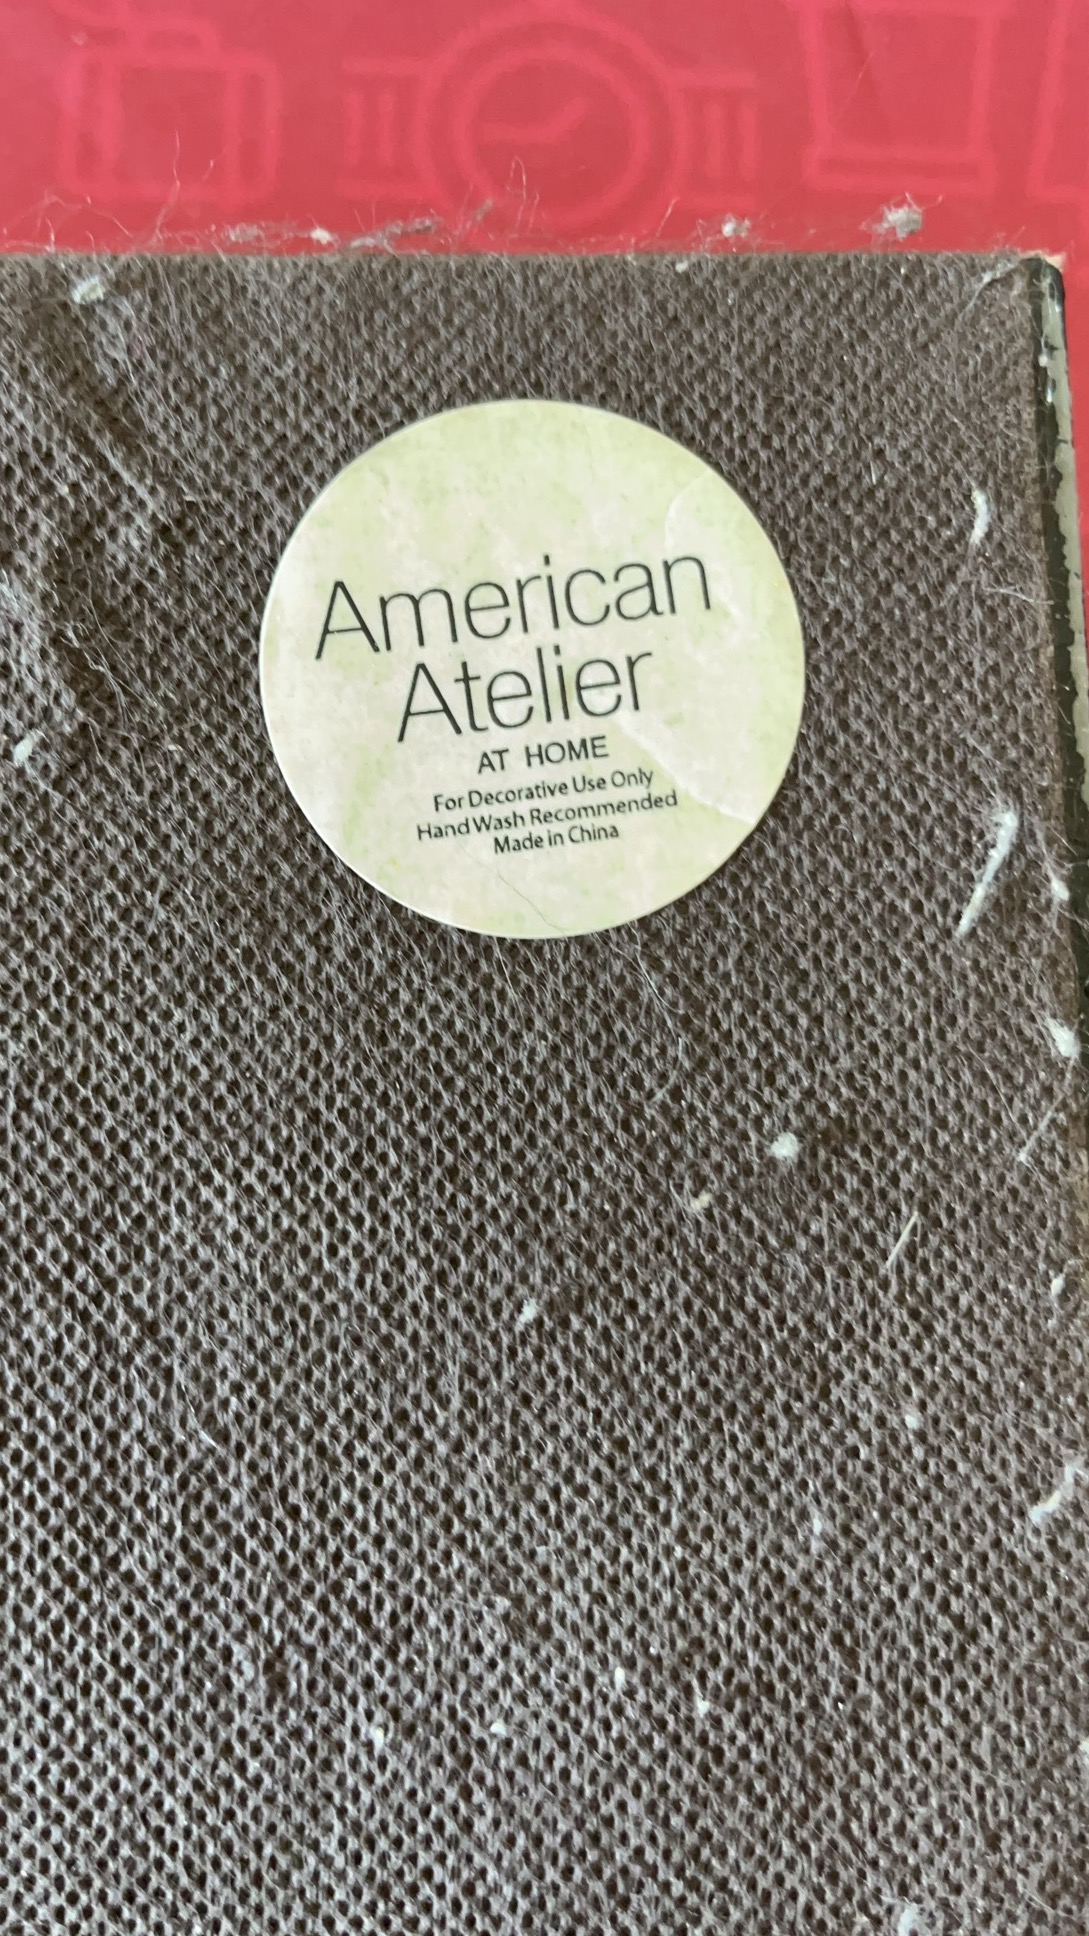 American
Atelier
AT HOME
For Decorative Use Only
Hand Wash Recommended
Made in China